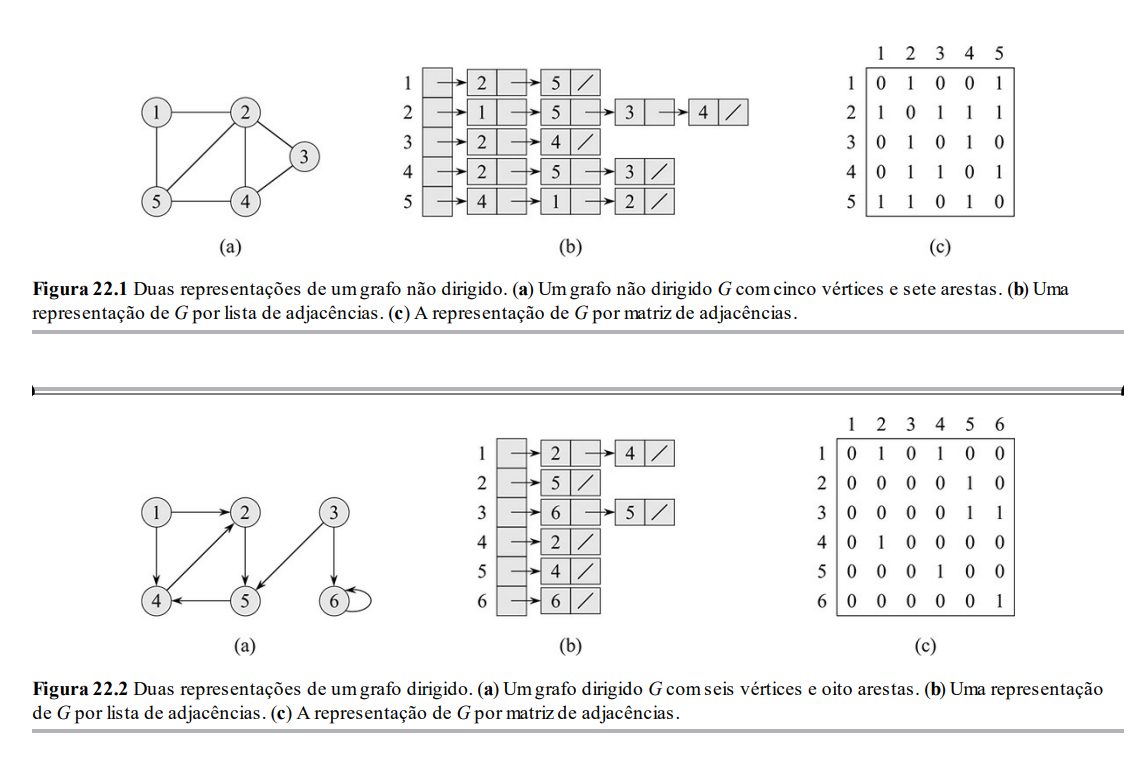 1 2 3 4 5
1 2 5 1 0 1 0 0 1
1 2 2 1 5 3 4 2 1 0 1 1 1
3 3 2 4 3 0 1 0 1 0
4 2 5 3 4 0 1 1 0 1
5 4 5 4 1 2 5 1 1 0 1 0
(a) (b) (c)
Figura 22.1 Duas representações de um grafo não dirigido. (a) Um grafo não dirigido G com cinco vértices e sete arestas. (b) Uma
representação de G por lista de adjacências. (c) A representação de G por matriz de adjacências.
1 2 3 4 5 6
1 2 4 1 0 1 0 1 0 0
2 5 2 0 0 0 0 1 0
1 2 3 3 6 5 3 0 0 0 0 1 1
4 2 4 0 1 0 0 0 0
5 4 5 0 0 0 1 0 0
4 5 6 6 6 6 0 0 0 0 0 1
(a) (b) (c)
Figura 22.2 Duas representações de um grafo dirigido. (a) Um grafo dirigido G com seis vértices e oito arestas. (b) Uma representação
de G por lista de adjacências. (c) A representação de G por matriz de adjacências.